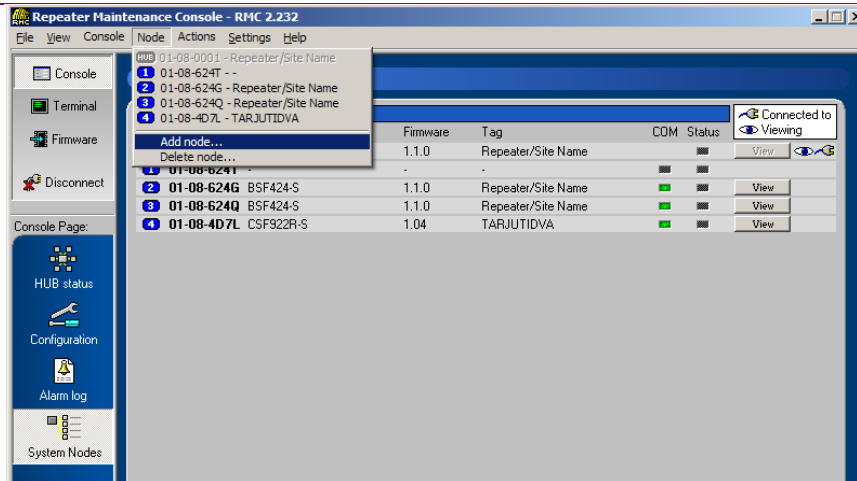 Repeater Maintenance Console - RMC 2.232
File View Console Node Actions Settings Help
HUB 01-08-0001 - Repeater/Site Name
1 01-08-624T - -
2 01-08-624G - Repeater/Site Name
3 01-08-624Q - Repeater/Site Name
4 01-08-4D7L - TARJUTIDVA
Add node...
Delete node...
Console
Terminal
Firmware
Disconnect
Console Page:
HUB status
Configuration
Alarm log
System Nodes
Connected to
Viewing
Firmware Tag COM Status
1.1.0 Repeater/Site Name View
1 01-08-624T - - -
2 01-08-624G BSF424-S 1.1.0 Repeater/Site Name View
3 01-08-624Q BSF424-S 1.1.0 Repeater/Site Name View
4 01-08-4D7L CSF922R-S 1.04 TARJUTIDVA View